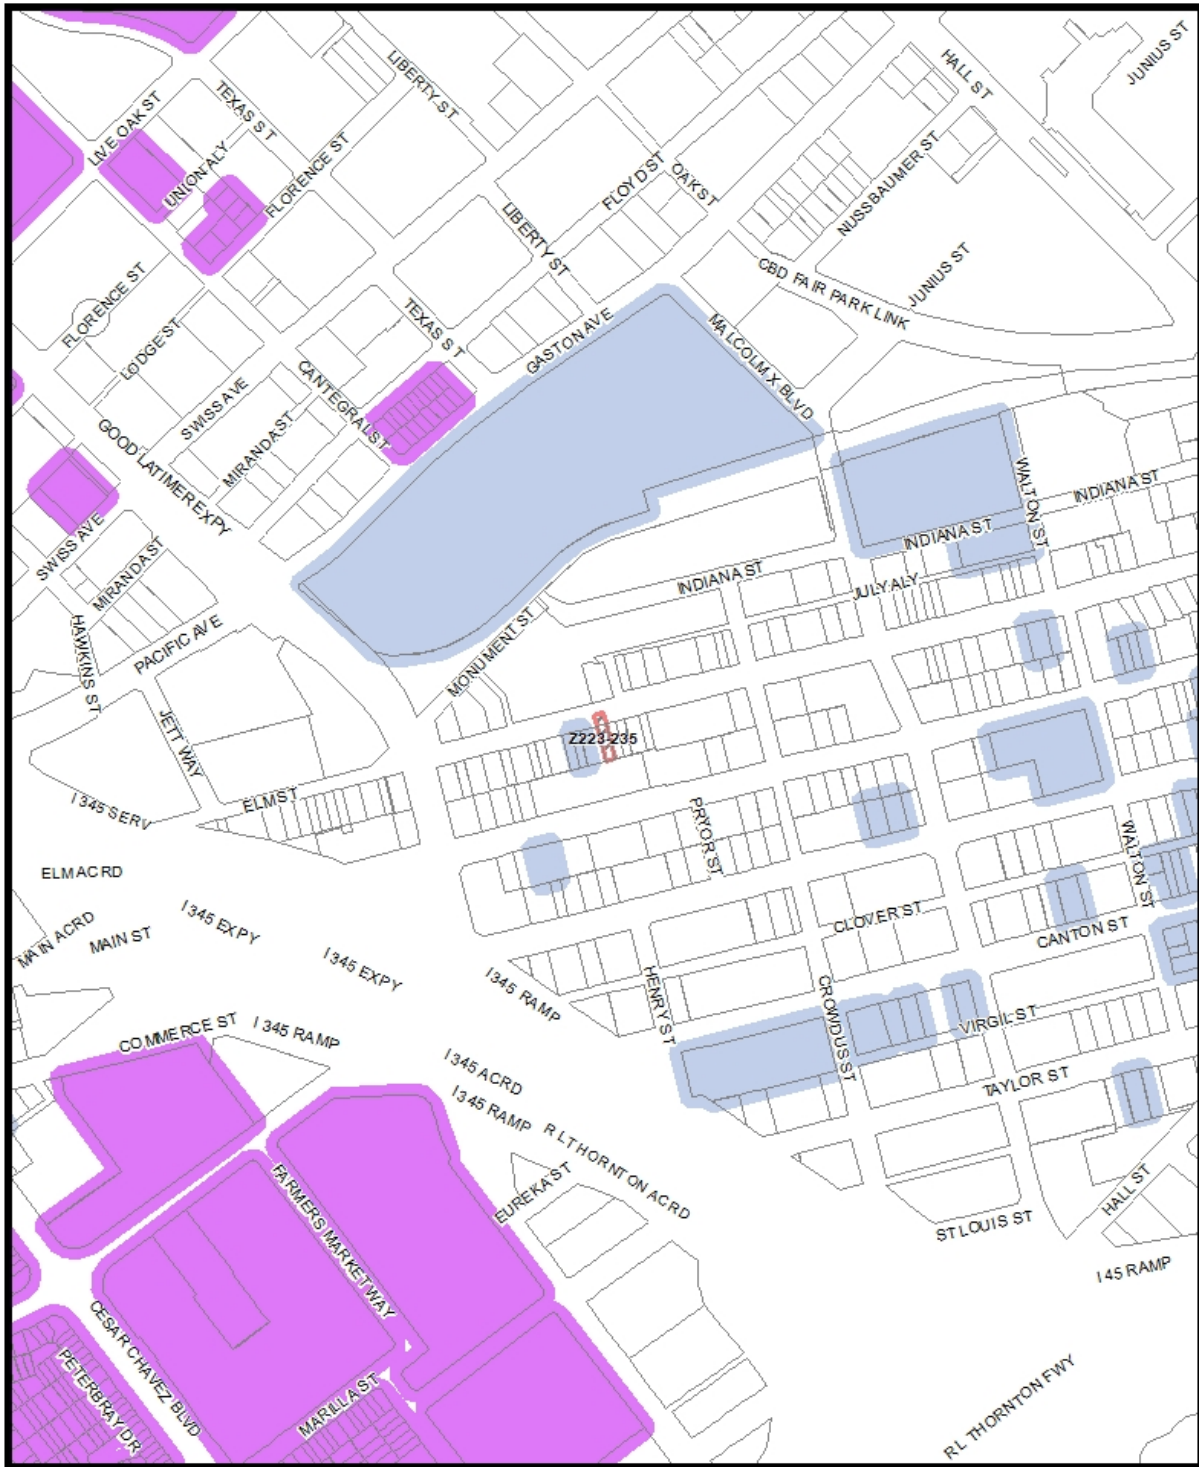 JUNIUS ST
HALL ST
LIBERTY ST
TEXAS ST
LIVE OAK ST
UNION ALY
FLORENCE ST
FLOYD ST
OAK ST
NUSSBAUMER ST
LIBERTY ST
CBD FAIR PARK LINK
JUNIUS ST
FLORENCE ST
LODGE ST
TEXAS ST
GASTON AVE
MALCOLM X BLVD
CANTEGRAL ST
SWISS AVE
MIRANDA ST
GOOD LATIMER EXPY
WALTON ST
INDIANA ST
INDIANA ST
SWISS AVE
MIRANDA ST
INDIANA ST
JULY ALY
HAWKINS ST
PACIFIC AVE
MONUMENT ST
JETT WAY
Z223-235
ELM ST
I 345 SERV
PRYOR ST
WALTON ST
ELM ACRD
MAIN ACRD
MAIN ST
I 345 EXPY
I 345 EXPY
CLOVER ST
CANTON ST
I 345 RAMP
HENRY ST
CROWDUS ST
VIRGIL ST
COMMERCE ST
I 345 RAMP
I 345 ACRD
I 345 RAMP
TAYLOR ST
R L THORNTON ACRD
EUREKA ST
FARMERS MARKET WAY
HALL ST
ST LOUIS ST
I 45 RAMP
CESAR CHAVEZ BLVD
PETERBRAY DR
MARILLA ST
R L THORNTON FWY